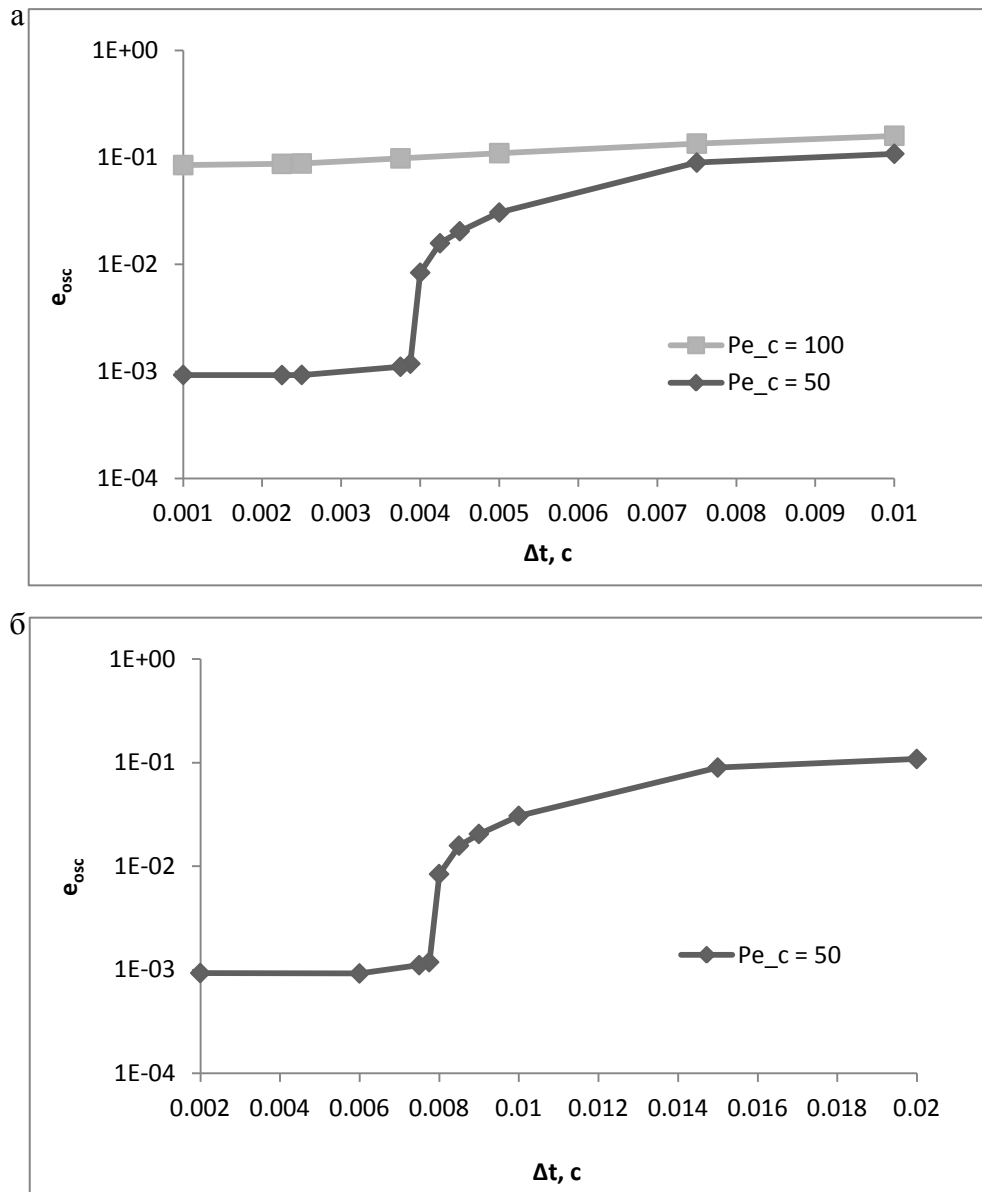 а
1E+00
1E-01
1E-02
1E-03
1E-04
e_osc
Pe_c = 100
Pe_c = 50
0.001 0.002 0.003 0.004 0.005 0.006 0.007 0.008 0.009 0.01
Δt, c
б
1E+00
1E-01
1E-02
1E-03
1E-04
e_osc
Pe_c = 50
0.002 0.004 0.006 0.008 0.01 0.012 0.014 0.016 0.018 0.02
Δt, c